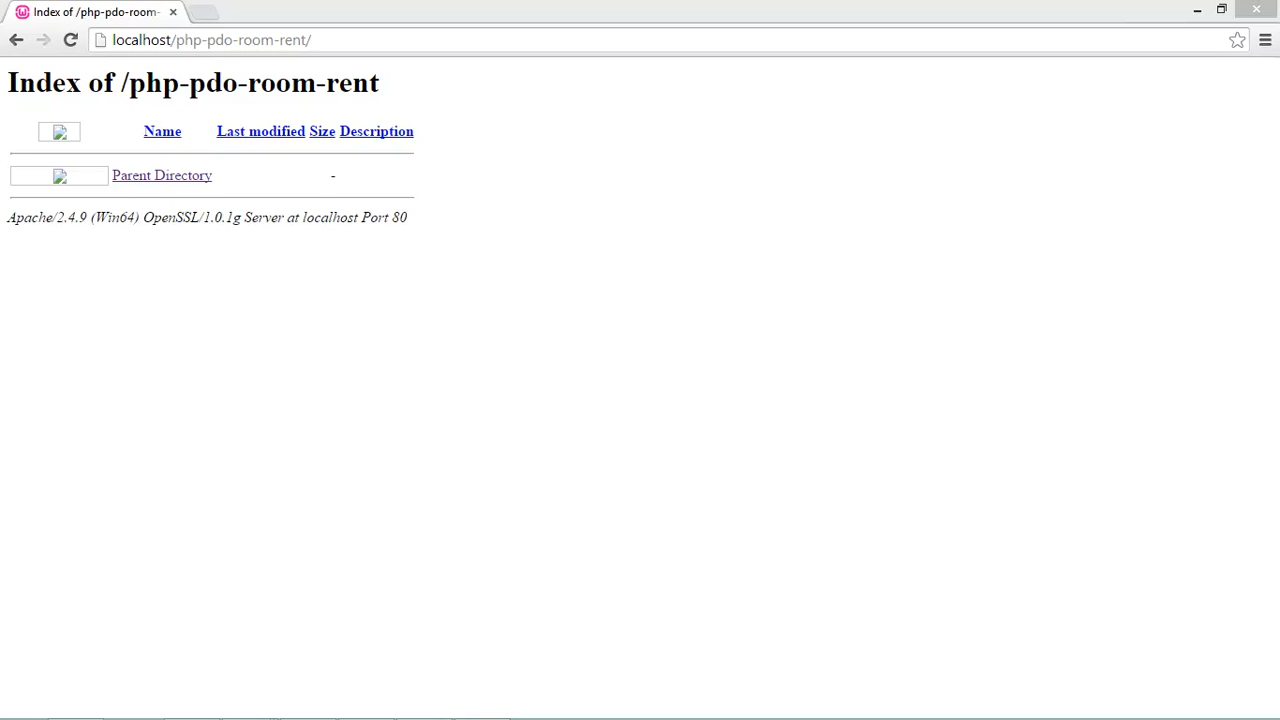 Index of /php-pdo-room-
localhost/php-pdo-room-rent/
Index of /php-pdo-room-rent
Name Last modified Size Description
Parent Directory -
Apache/2.4.9 (Win64) OpenSSL/1.0.1g Server at localhost Port 80